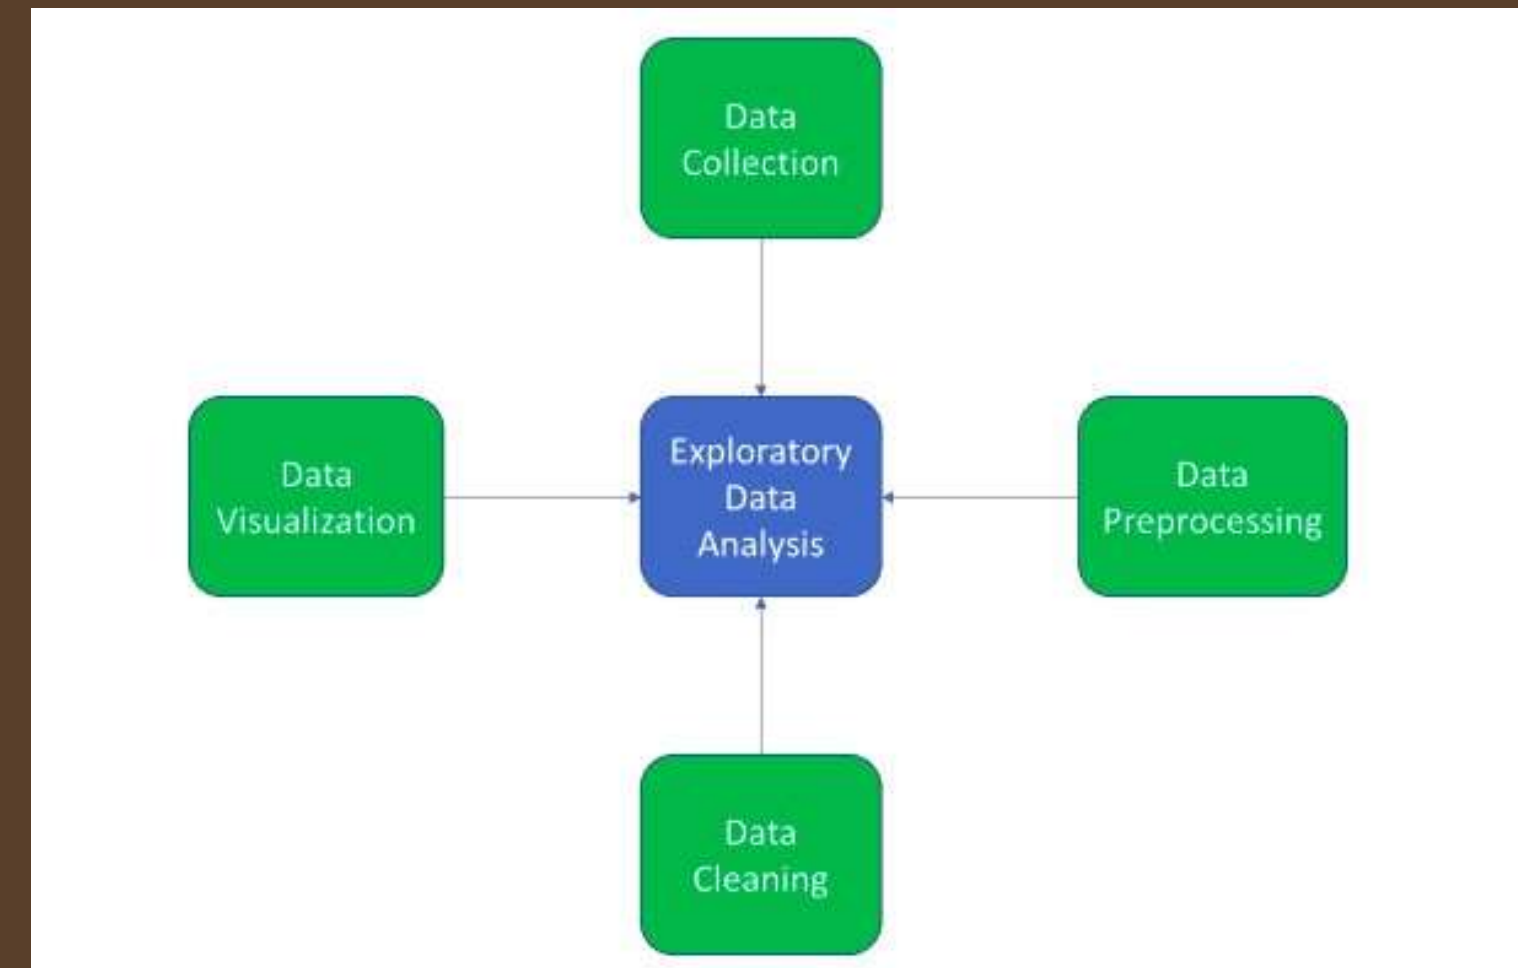 Data
Collection
Data
Visualization
Exploratory
Data
Analysis
Data
Preprocessing
Data
Cleaning